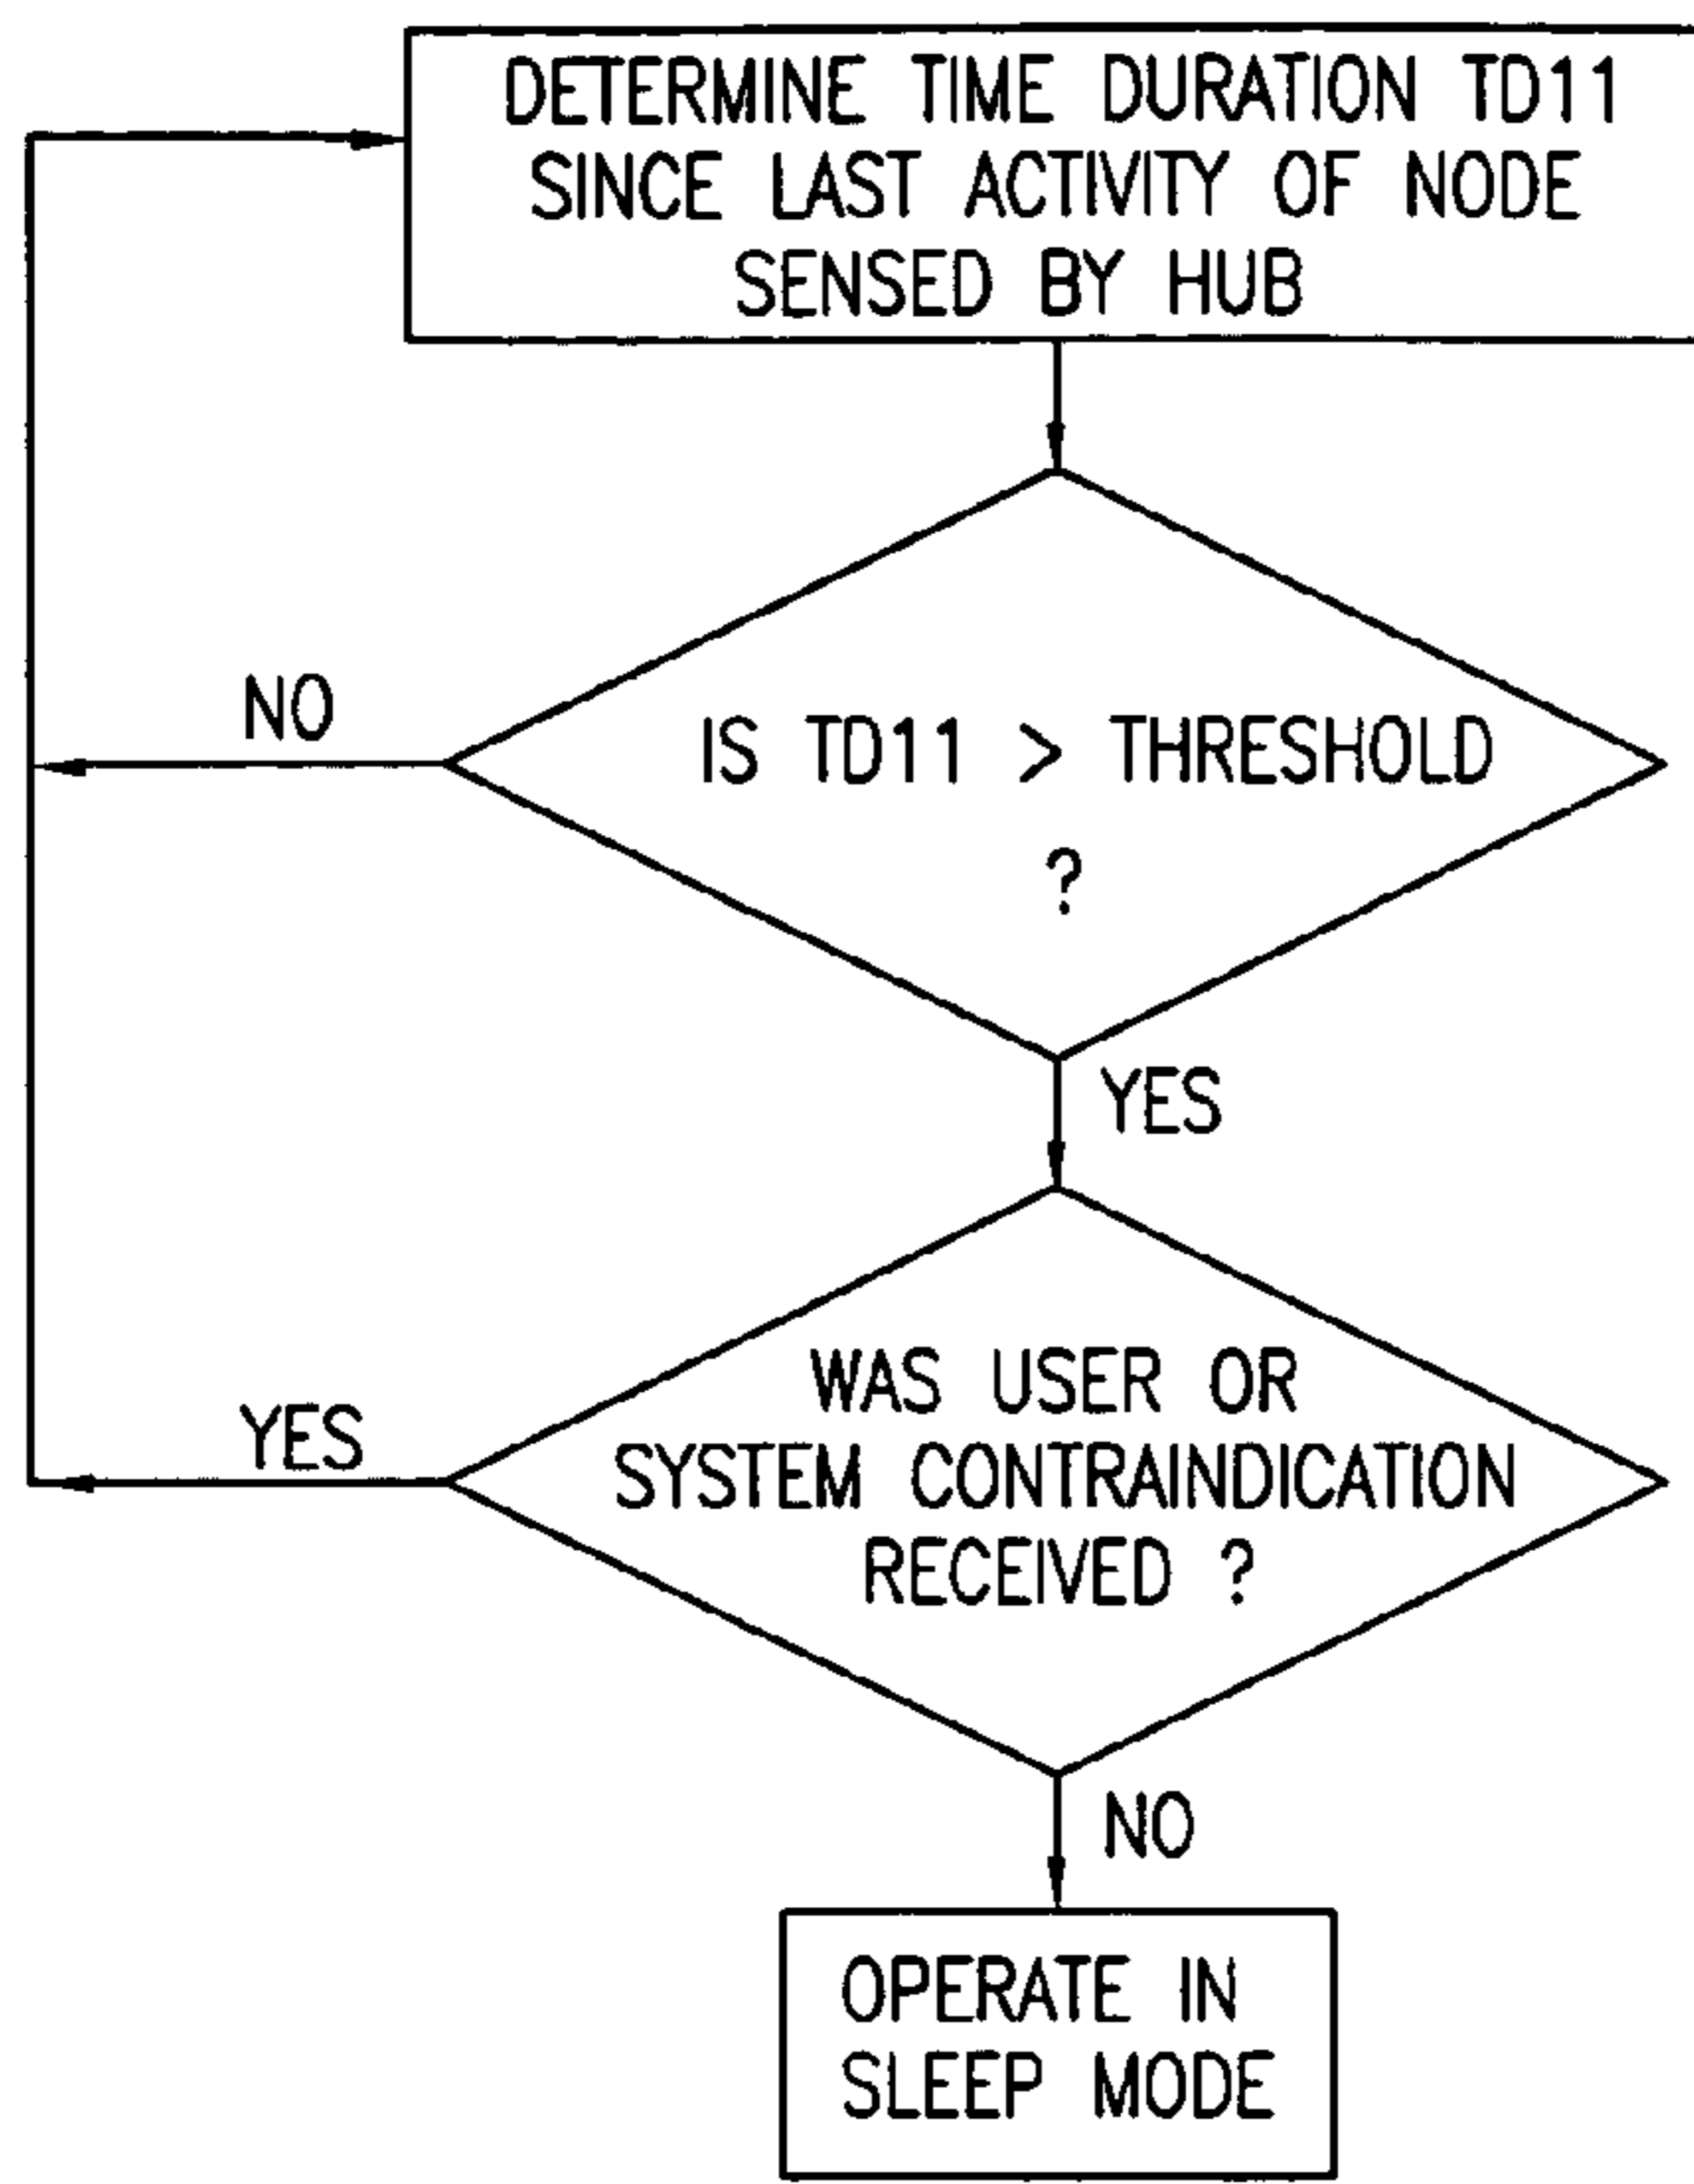 DETERMINE TIME DURATION TD11
SINCE LAST ACTIVITY OF NODE
SENSED BY HUB
NO
IS TD11 > THRESHOLD
?
YES
WAS USER OR
YES
SYSTEM CONTRAINDICATION
RECEIVED ?
NO
OPERATE IN
SLEEP MODE